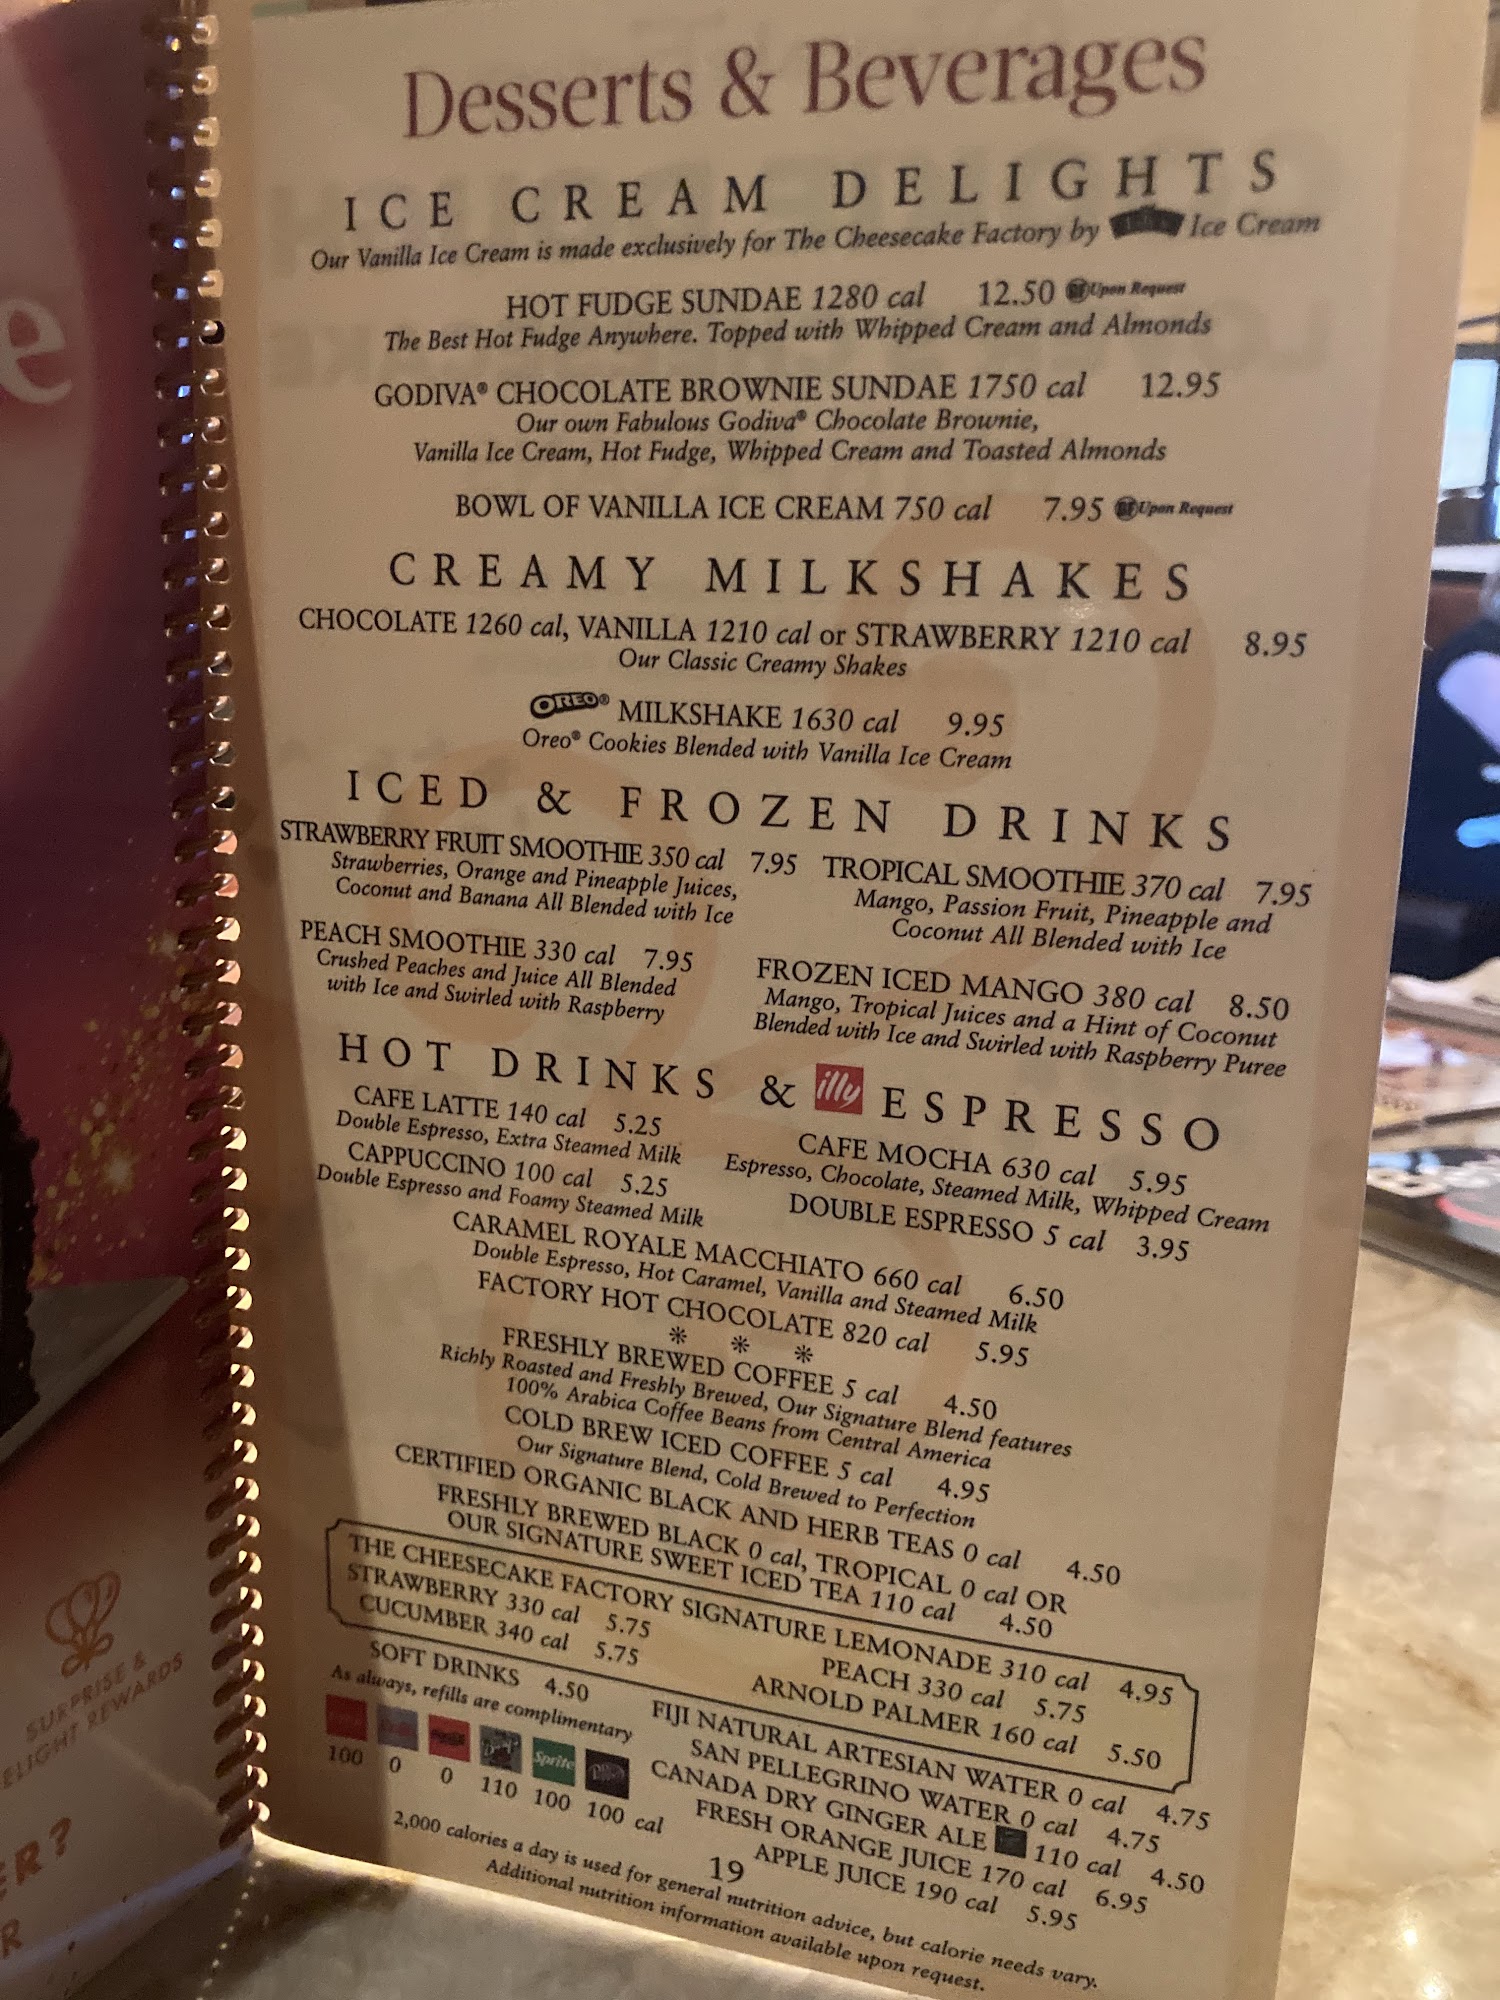 Desserts & Beverages
ICE CREAM DELIGHTS
Our Vanilla Ice Cream is made exclusively for The Cheesecake Factory by Ice Cream
HOT FUDGE SUNDAE 1280 cal 12.50 GF Upon Request
The Best Hot Fudge Anywhere. Topped with Whipped Cream and Almonds
GODIVA® CHOCOLATE BROWNIE SUNDAE 1750 cal 12.95
Our own Fabulous Godiva® Chocolate Brownie,
Vanilla Ice Cream, Hot Fudge, Whipped Cream and Toasted Almonds
BOWL OF VANILLA ICE CREAM 750 cal 7.95 GF Upon Request
CREAMY MILKSHAKES
CHOCOLATE 1260 cal, VANILLA 1210 cal or STRAWBERRY 1210 cal 8.95
Our Classic Creamy Shakes
OREO® MILKSHAKE 1630 cal 9.95
Oreo® Cookies Blended with Vanilla Ice Cream
ICED & FROZEN DRINKS
STRAWBERRY FRUIT SMOOTHIE 350 cal 7.95
Strawberries, Orange and Pineapple Juices,
Coconut and Banana All Blended with Ice
TROPICAL SMOOTHIE 370 cal 7.95
Mango, Passion Fruit, Pineapple and
Coconut All Blended with Ice
PEACH SMOOTHIE 330 cal 7.95
Crushed Peaches and Juice All Blended
with Ice and Swirled with Raspberry
FROZEN ICED MANGO 380 cal 8.50
Mango, Tropical Juices and a Hint of Coconut
Blended with Ice and Swirled with Raspberry Puree
HOT DRINKS & illy ESPRESSO
CAFE LATTE 140 cal 5.25
Double Espresso, Extra Steamed Milk
CAPPUCCINO 100 cal 5.25
Double Espresso and Foamy Steamed Milk
CAFE MOCHA 630 cal 5.95
Espresso, Chocolate, Steamed Milk, Whipped Cream
DOUBLE ESPRESSO 5 cal 3.95
CARAMEL ROYALE MACCHIATO 660 cal 6.50
Double Espresso, Hot Caramel, Vanilla and Steamed Milk
FACTORY HOT CHOCOLATE 820 cal 5.95
* * *
FRESHLY BREWED COFFEE 5 cal 4.50
Richly Roasted and Freshly Brewed, Our Signature Blend features
100% Arabica Coffee Beans from Central America
COLD BREW ICED COFFEE 5 cal 4.95
Our Signature Blend, Cold Brewed to Perfection
CERTIFIED ORGANIC BLACK AND HERB TEAS 0 cal 4.50
FRESHLY BREWED BLACK 0 cal, TROPICAL 0 cal OR
OUR SIGNATURE SWEET ICED TEA 110 cal 4.50
THE CHEESECAKE FACTORY SIGNATURE LEMONADE 310 cal 4.95
STRAWBERRY 330 cal 5.75
CUCUMBER 340 cal 5.75
PEACH 330 cal 5.75
ARNOLD PALMER 160 cal 5.50
SOFT DRINKS 4.50
As always, refills are complimentary
Sprite
100 0 0 110 100 100 cal
FIJI NATURAL ARTESIAN WATER 0 cal 4.75
SAN PELLEGRINO WATER 0 cal 4.75
CANADA DRY GINGER ALE 110 cal 4.50
FRESH ORANGE JUICE 170 cal 6.95
APPLE JUICE 190 cal 5.95
19
2,000 calories a day is used for general nutrition advice, but calorie needs vary.
Additional nutrition information available upon request.
e
SURPRISE &
ELIGHT REWARDS
ER?
R